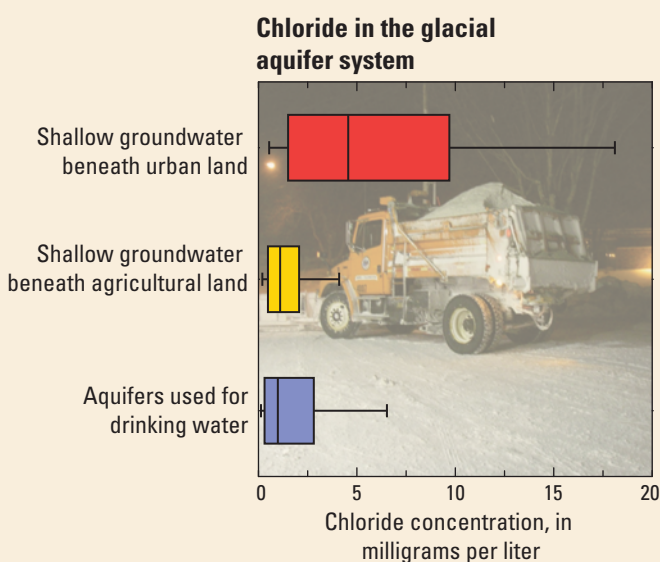 Chloride in the glacial
aquifer system
Shallow groundwater
beneath urban land
Shallow groundwater
beneath agricultural land
Aquifers used for
drinking water
0 5 10 15 20
Chloride concentration, in
milligrams per liter